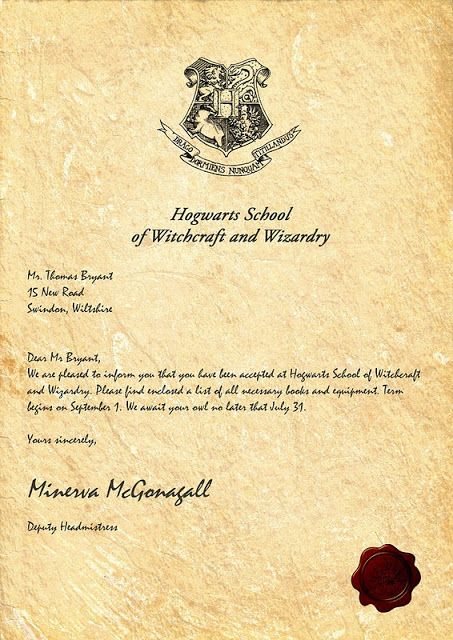 DRACO DORMIENS NUNQUAM TITILLANDUS
Hogwarts School
of Witchcraft and Wizardry
Mr. Thomas Bryant
15 New Road
Swindon, Wiltshire
Dear Mr Bryant,
We are pleased to inform you that you have been accepted at Hogwarts School of Witchcraft
and Wizardry. Please find enclosed a list of all necessary books and equipment. Term
begins on September 1. We await your owl no later that July 31.
Yours sincerely,
Minerva McGonagall
Deputy Headmistress